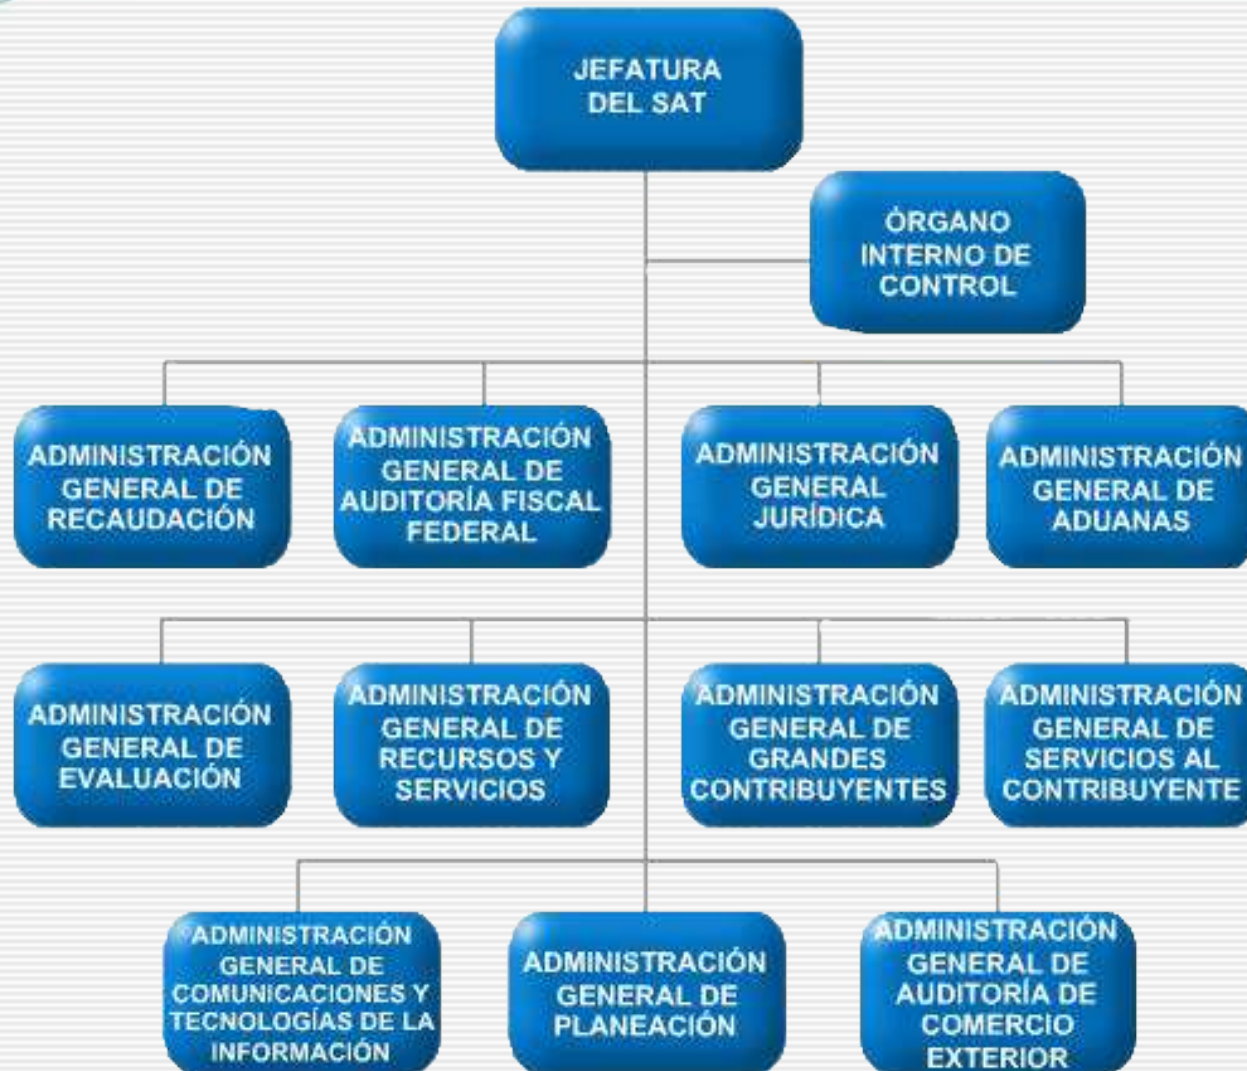 JEFATURA
DEL SAT
ÓRGANO
INTERNO DE
CONTROL
ADMINISTRACIÓN
GENERAL DE
RECAUDACIÓN
ADMINISTRACIÓN
GENERAL DE
AUDITORÍA FISCAL
FEDERAL
ADMINISTRACIÓN
GENERAL
JURÍDICA
ADMINISTRACIÓN
GENERAL DE
ADUANAS
ADMINISTRACIÓN
GENERAL DE
EVALUACIÓN
ADMINISTRACIÓN
GENERAL DE
RECURSOS Y
SERVICIOS
ADMINISTRACIÓN
GENERAL DE
GRANDES
CONTRIBUYENTES
ADMINISTRACIÓN
GENERAL DE
SERVICIOS AL
CONTRIBUYENTE
ADMINISTRACIÓN
GENERAL DE
COMUNICACIONES Y
TECNOLOGÍAS DE LA
INFORMACIÓN
ADMINISTRACIÓN
GENERAL DE
PLANEACIÓN
ADMINISTRACIÓN
GENERAL DE
AUDITORÍA DE
COMERCIO
EXTERIOR